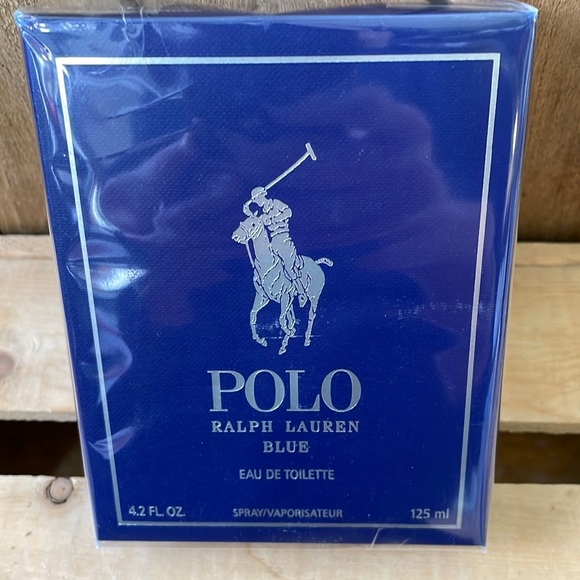 POLO
RALPH LAUREN
BLUE
EAU DE TOILETTE
4.2 FL. OZ. SPRAY/VAPORISATEUR 125 ml